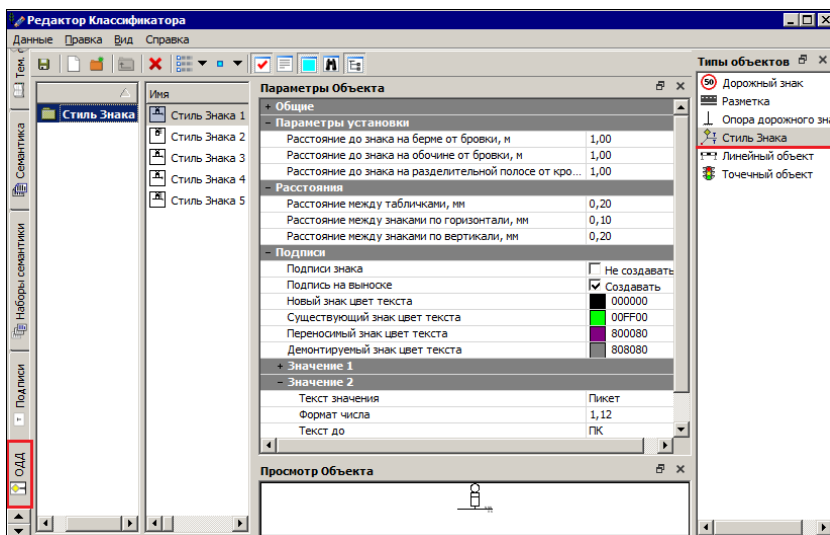 Редактор Классификатора
Данные Правка Вид Справка
Тем.
Семантика
Наборы семантики
Подписи
ОДД
Стиль Знака
Имя
Стиль Знака 1
Стиль Знака 2
Стиль Знака 3
Стиль Знака 4
Стиль Знака 5
Параметры Объекта
+ Общие
− Параметры установки
Расстояние до знака на берме от бровки, м 1,00
Расстояние до знака на обочине от бровки, м 1,00
Расстояние до знака на разделительной полосе от кро... 1,00
− Расстояния
Расстояние между табличками, мм 0,20
Расстояние между знаками по горизонтали, мм 0,10
Расстояние между знаками по вертикали, мм 0,20
− Подписи
Подписи знака Не создавать
Подпись на выноске Создавать
Новый знак цвет текста 000000
Существующий знак цвет текста 00FF00
Переносимый знак цвет текста 800080
Демонтируемый знак цвет текста 808080
+ Значение 1
− Значение 2
Текст значения Пикет
Формат числа 1,12
Текст до ПК
Просмотр Объекта
Типы объектов
50 Дорожный знак
Разметка
Опора дорожного зна
Стиль Знака
Линейный объект
Точечный объект